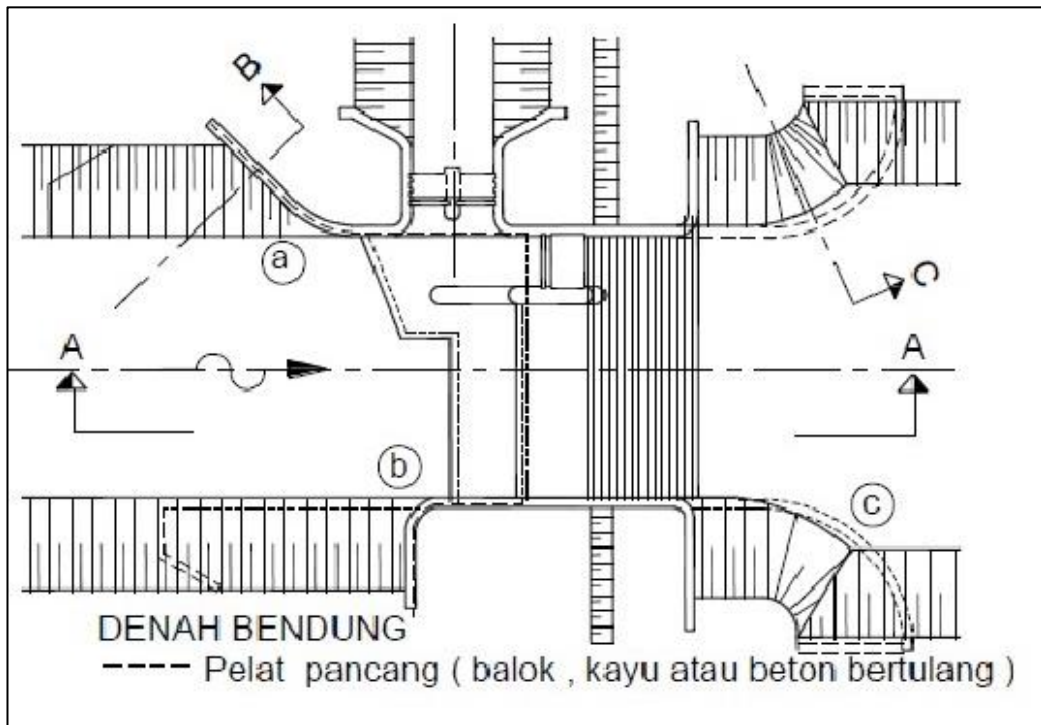 B
a
C
A
A
b
c
DENAH BENDUNG
Pelat pancang ( balok , kayu atau beton bertulang )